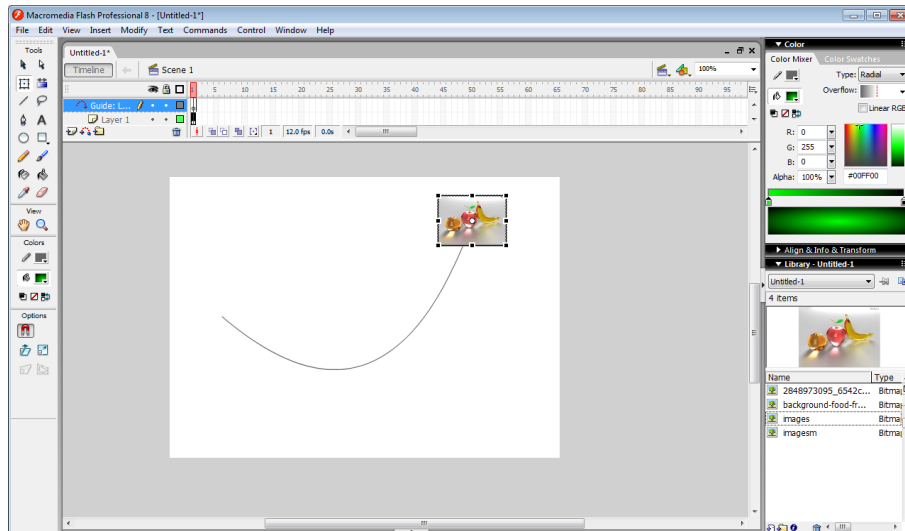 Macromedia Flash Professional 8 - [Untitled-1*]
File Edit View Insert Modify Text Commands Control Window Help
Tools
View
Colors
Options
Untitled-1*
Timeline
Scene 1
100%
1 5 10 15 20 25 30 35 40 45 50 55 60 65 70 75 80 85 90 95
Guide: L...
Layer 1
1 12.0 fps 0.0s
Color
Color Mixer Color Swatches
Type: Radial
Overflow:
Linear RGB
R: 0
G: 255
B: 0
Alpha: 100% #00FF00
Align & Info & Transform
Library - Untitled-1
Untitled-1
4 items
Name Type
2848973095_6542c... Bitmap
background-food-fr... Bitmap
images Bitmap
imagesm Bitmap